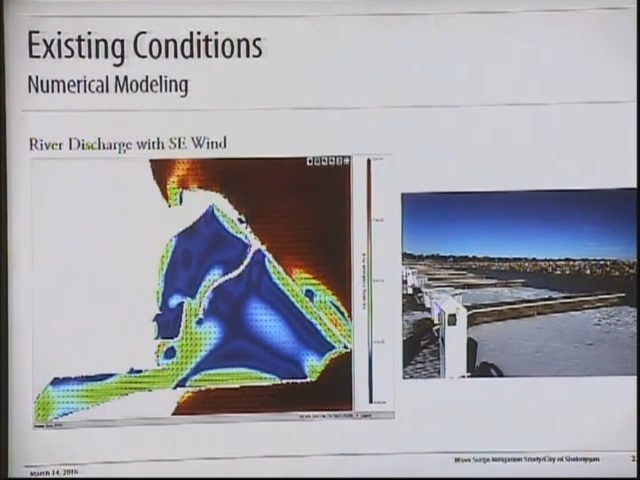 Existing Conditions
Numerical Modeling
River Discharge with SE Wind
Wave Surge Mitigation Study/City of Sheboygan
March 14, 2016